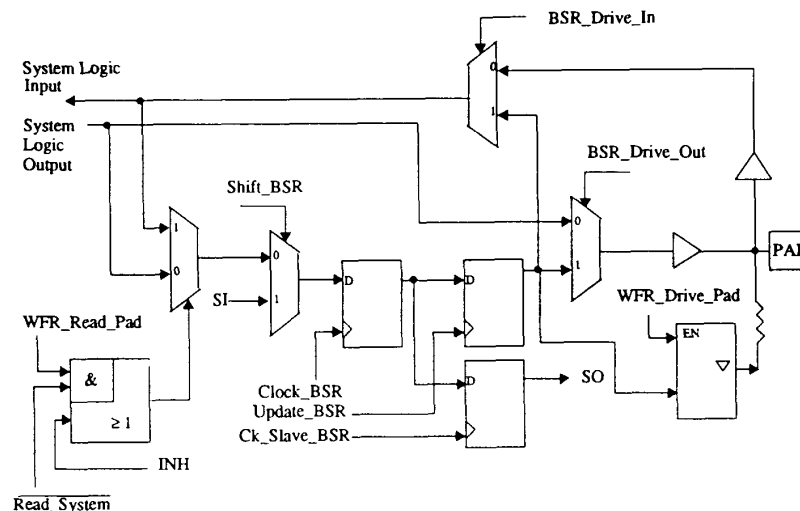 BSR_Drive_In
System Logic
Input
0
1
System
Logic
Output
BSR_Drive_Out
Shift_BSR
1
0
0
1
0
1
PAD
SI
D
D
WFR_Drive_Pad
WFR_Read_Pad
EN
&
≥ 1
Clock_BSR
Update_BSR
Ck_Slave_BSR
D
SO
INH
Read_System